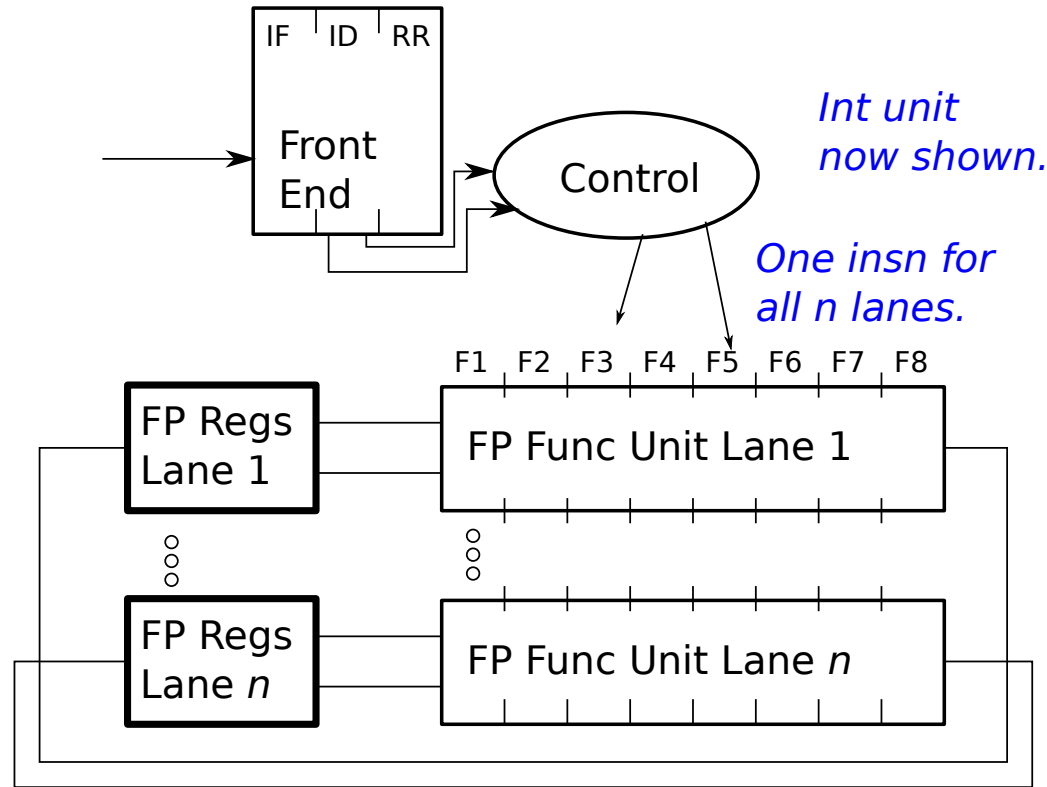 IF ID RR
Front
End
Control
Int unit
now shown.
One insn for
all n lanes.
F1 F2 F3 F4 F5 F6 F7 F8
FP Regs
Lane 1
FP Func Unit Lane 1
FP Regs
Lane n
FP Func Unit Lane n